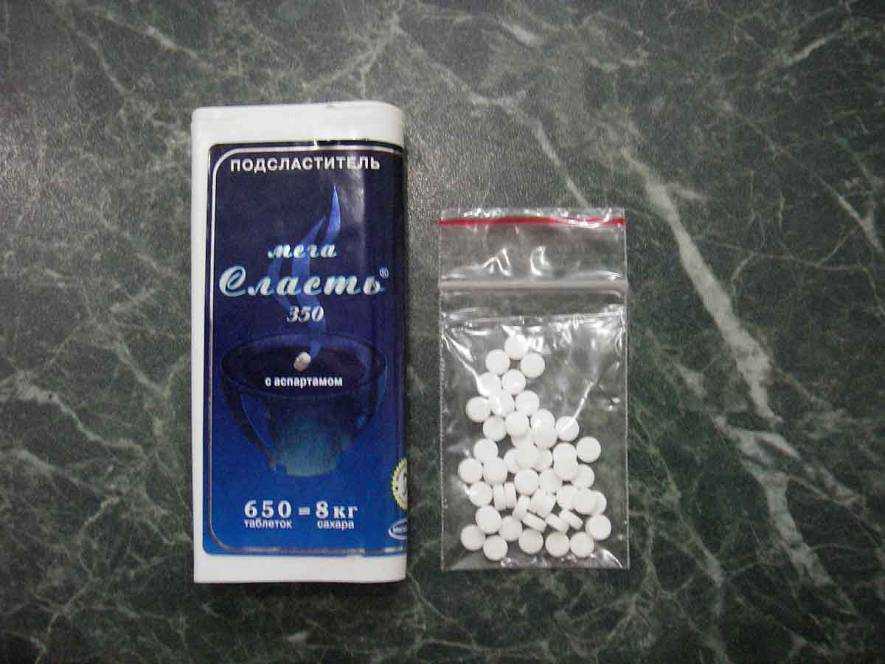 ПОДСЛАСТИТЕЛЬ
мега
Сласть®
350
с аспартамом
650 = 8 кг
таблеток сахара